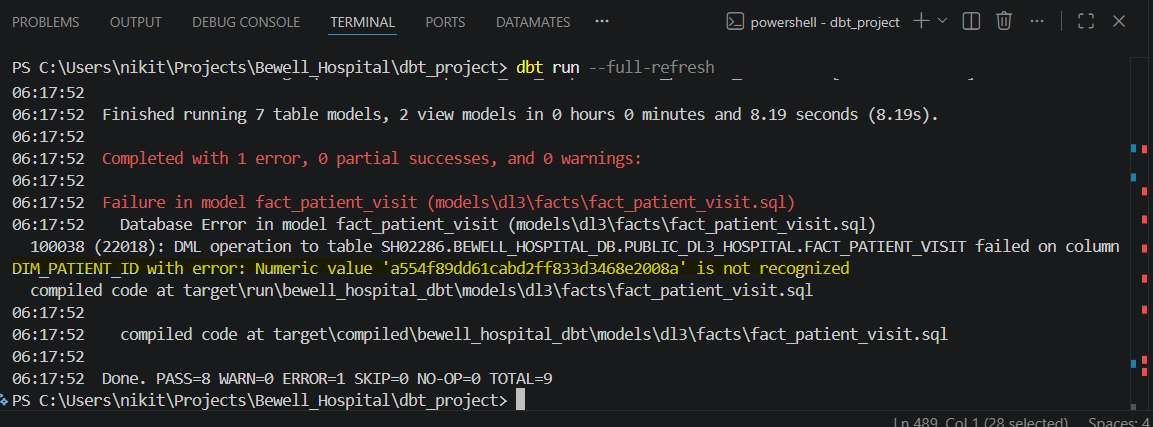 PROBLEMS OUTPUT DEBUG CONSOLE TERMINAL PORTS DATAMATES ··· powershell - dbt_project
PS C:\Users\nikit\Projects\Bewell_Hospital\dbt_project> dbt run --full-refresh
06:17:52
06:17:52 Finished running 7 table models, 2 view models in 0 hours 0 minutes and 8.19 seconds (8.19s).
06:17:52
06:17:52 Completed with 1 error, 0 partial successes, and 0 warnings:
06:17:52
06:17:52 Failure in model fact_patient_visit (models\dl3\facts\fact_patient_visit.sql)
06:17:52 Database Error in model fact_patient_visit (models\dl3\facts\fact_patient_visit.sql)
100038 (22018): DML operation to table SH02286.BEWELL_HOSPITAL_DB.PUBLIC_DL3_HOSPITAL.FACT_PATIENT_VISIT failed on column
DIM_PATIENT_ID with error: Numeric value 'a554f89dd61cabd2ff833d3468e2008a' is not recognized
compiled code at target\run\bewell_hospital_dbt\models\dl3\facts\fact_patient_visit.sql
06:17:52
06:17:52 compiled code at target\compiled\bewell_hospital_dbt\models\dl3\facts\fact_patient_visit.sql
06:17:52
06:17:52 Done. PASS=8 WARN=0 ERROR=1 SKIP=0 NO-OP=0 TOTAL=9
PS C:\Users\nikit\Projects\Bewell_Hospital\dbt_project>
Ln 489, Col 1 (28 selected) Spaces: 4